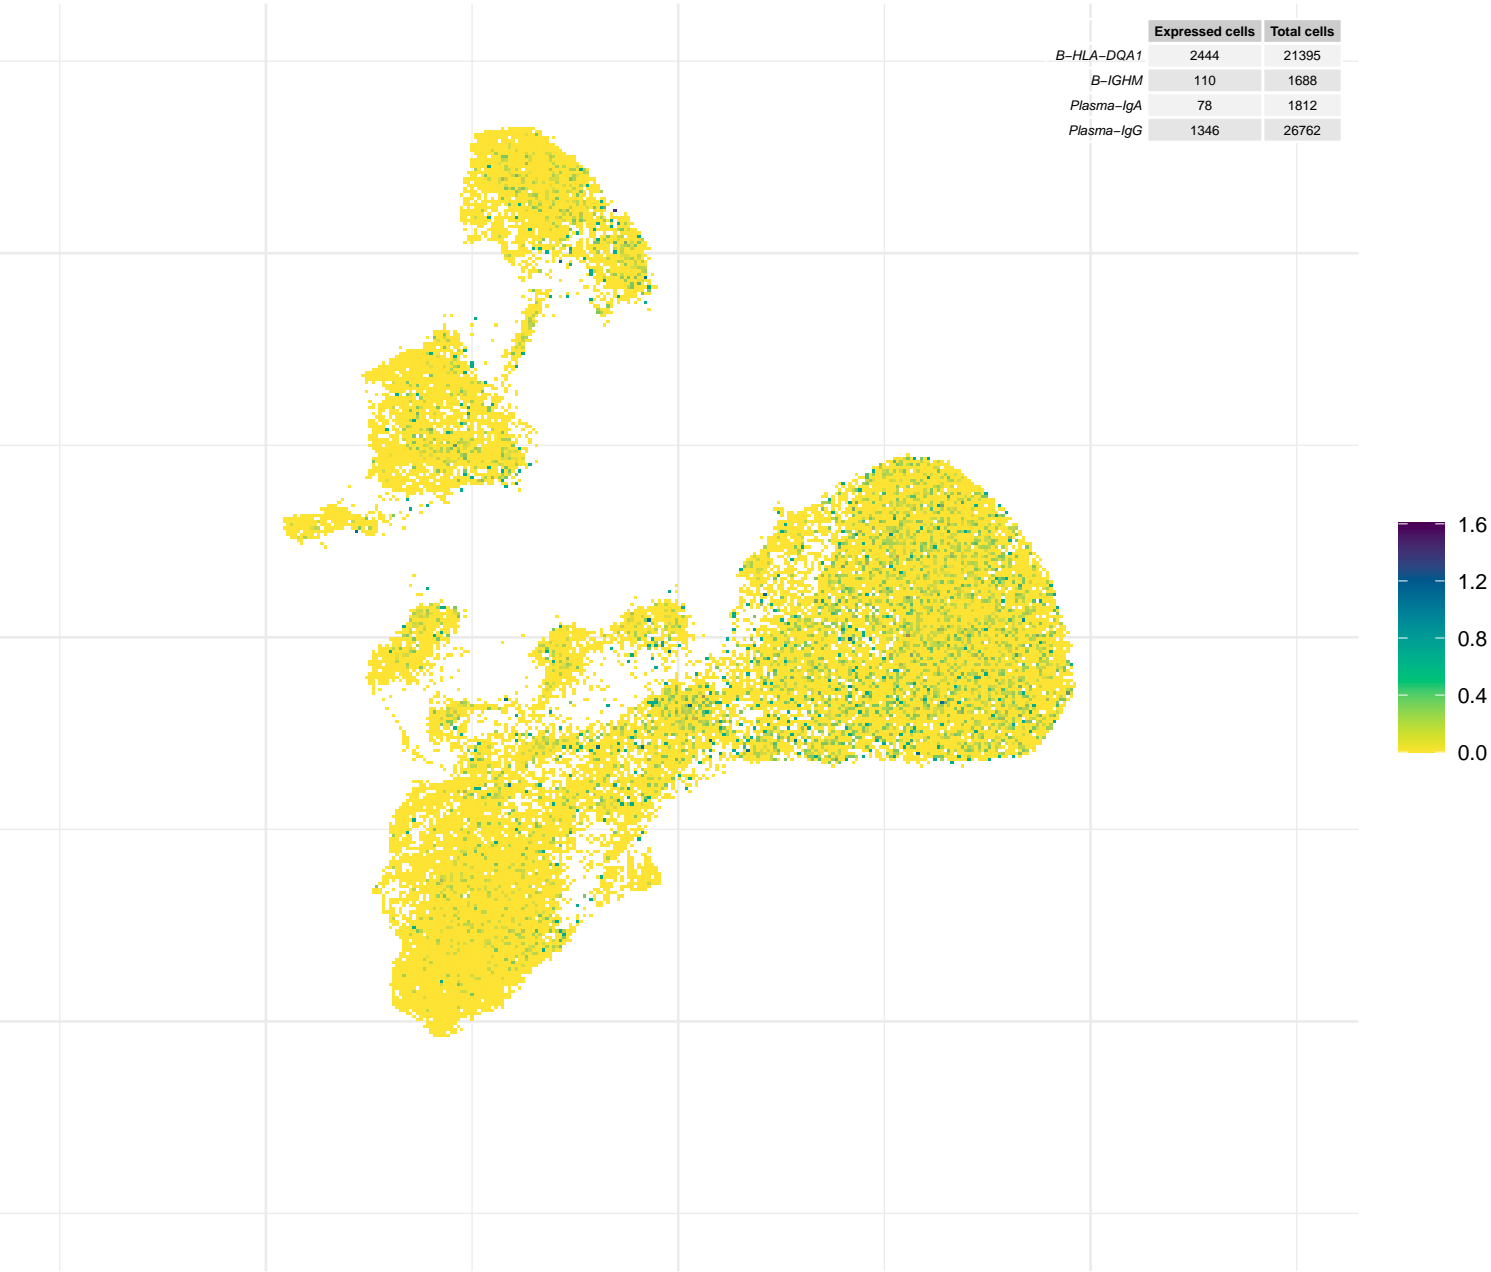 Expressed cells Total cells
B−HLA−DQA1 2444 21395
B−IGHM 110 1688
Plasma−IgA 78 1812
Plasma−IgG 1346 26762
1.6
1.2
0.8
0.4
0.0